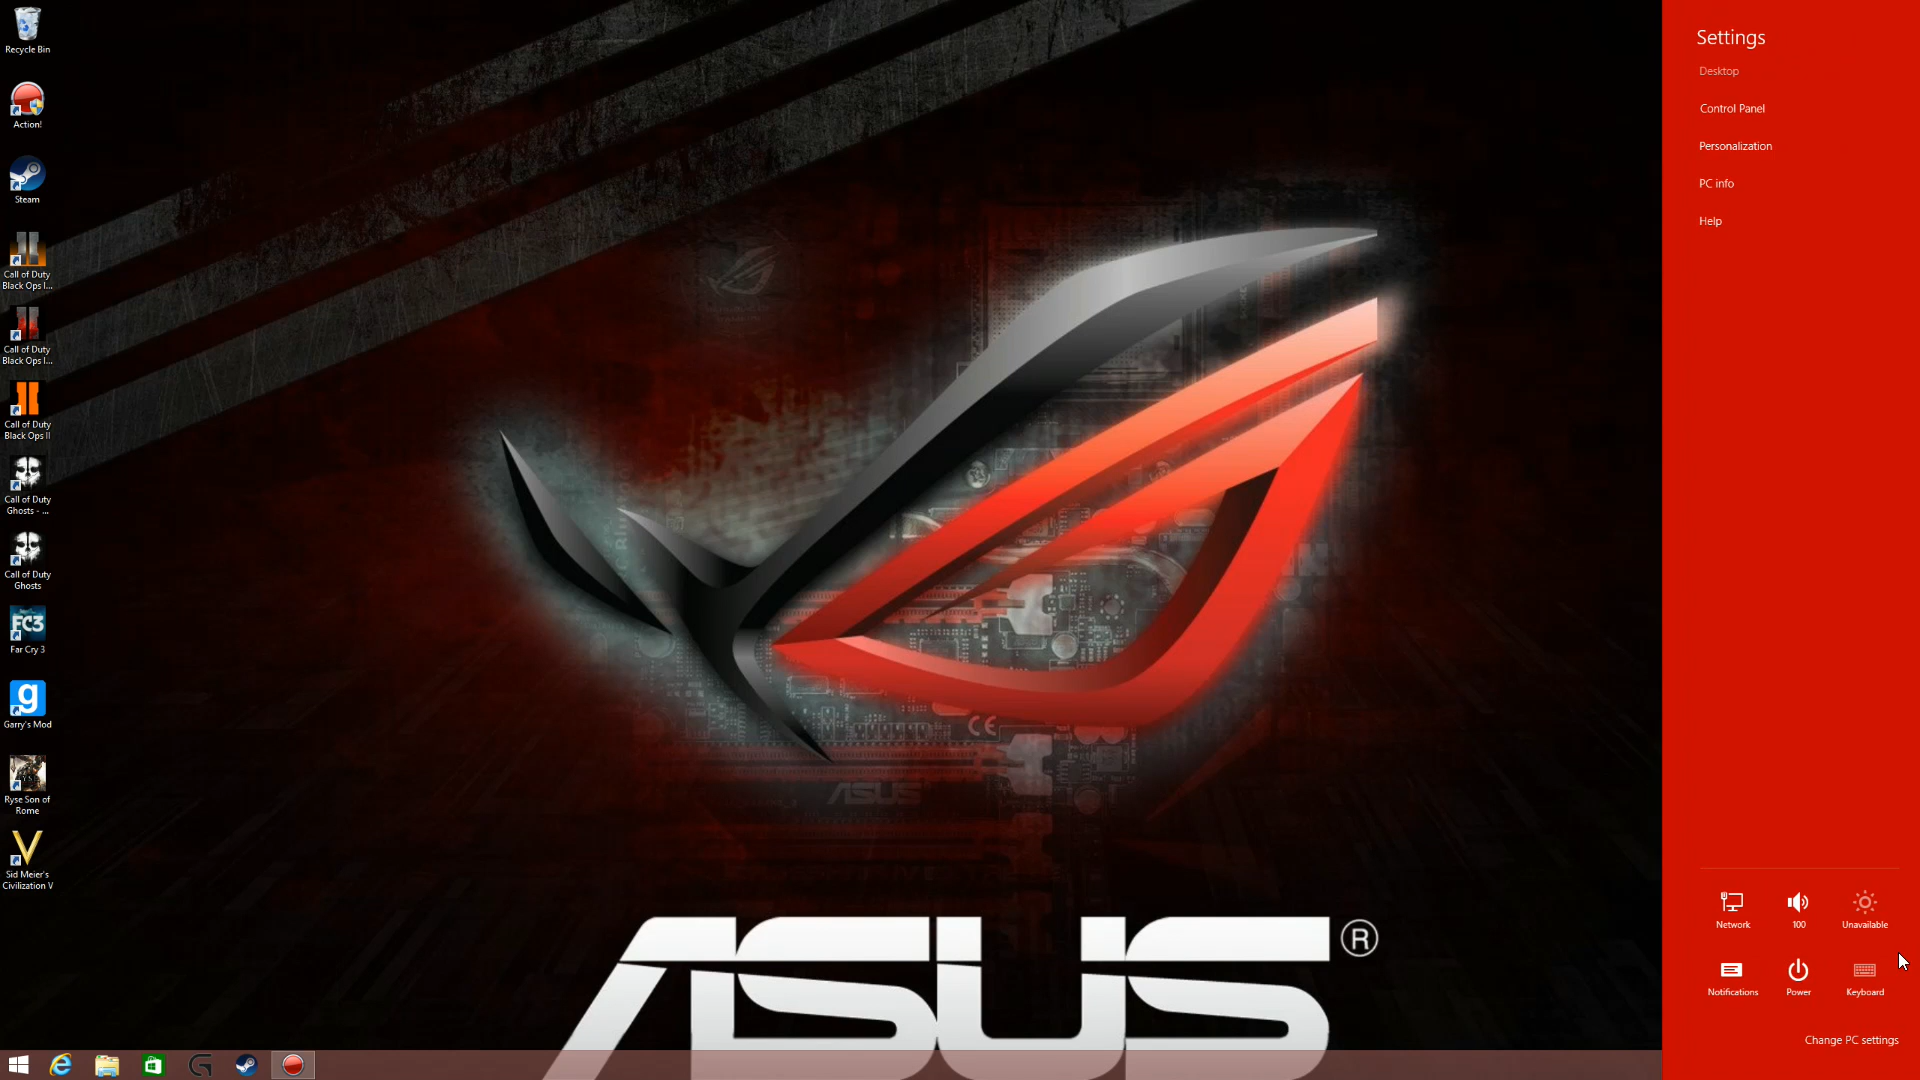 Recycle Bin
Action!
Steam
Call of Duty
Black Ops I...
Call of Duty
Black Ops I...
Call of Duty
Black Ops II
Call of Duty
Ghosts - ...
Call of Duty
Ghosts
FC3
Far Cry 3
g
Garry's Mod
Ryse Son of
Rome
Sid Meier's
Civilization V
CE
ASUS
ASUS®
Settings
Desktop
Control Panel
Personalization
PC info
Help
Network
100
Unavailable
Notifications
Power
Keyboard
Change PC settings